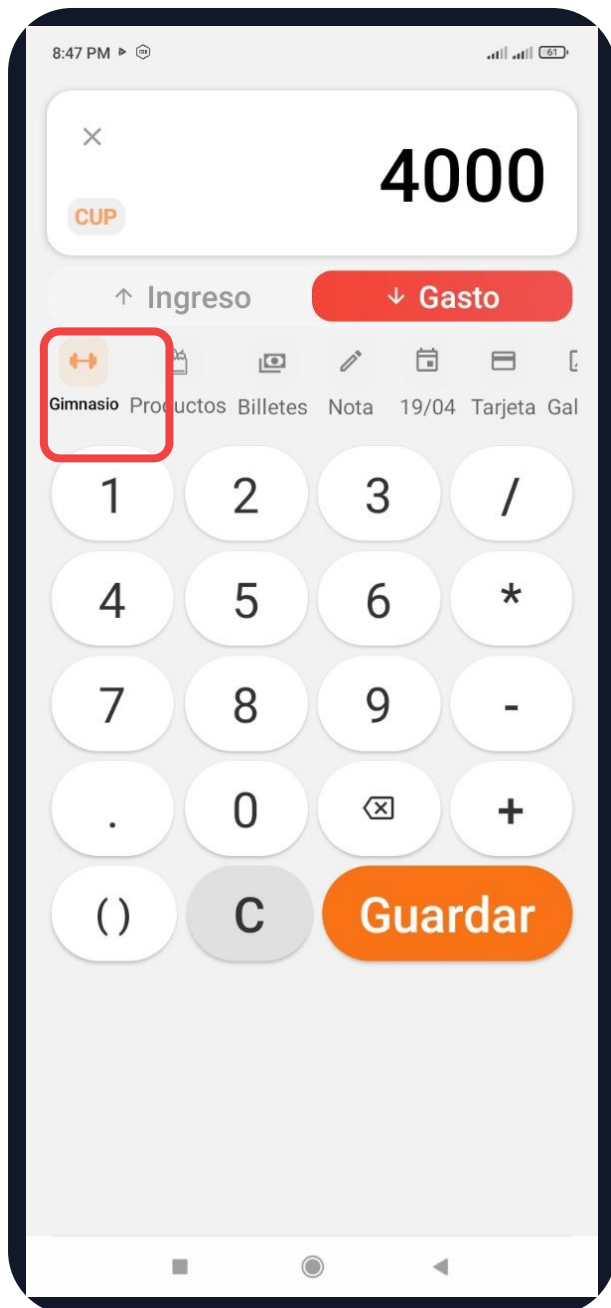 8:47 PM
61
4000
CUP
↑ Ingreso ↓ Gasto
Gimnasio Productos Billetes Nota 19/04 Tarjeta Gal
1 2 3 /
4 5 6 *
7 8 9 -
. 0 +
( ) C Guardar